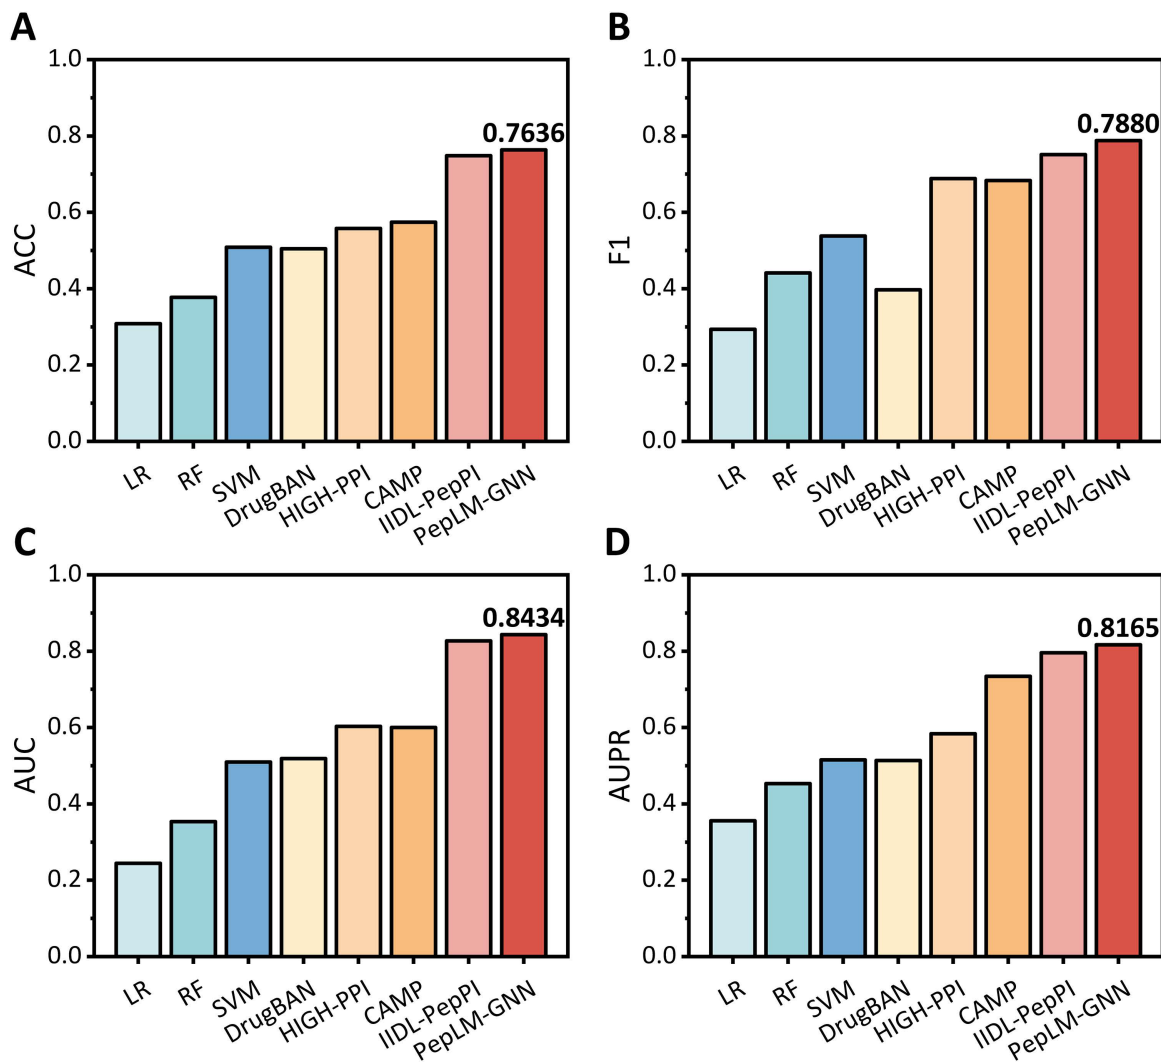 A
1.0
0.8
0.6
0.4
0.2
0.0
ACC
0.7636
LR
RF
SVM
DrugBAN
HIGH-PPI
CAMP
IIDL-PepPI
PepLM-GNN
B
1.0
0.8
0.6
0.4
0.2
0.0
F1
0.7880
LR
RF
SVM
DrugBAN
HIGH-PPI
CAMP
IIDL-PepPI
PepLM-GNN
C
1.0
0.8
0.6
0.4
0.2
0.0
AUC
0.8434
LR
RF
SVM
DrugBAN
HIGH-PPI
CAMP
IIDL-PepPI
PepLM-GNN
D
1.0
0.8
0.6
0.4
0.2
0.0
AUPR
0.8165
LR
RF
SVM
DrugBAN
HIGH-PPI
CAMP
IIDL-PepPI
PepLM-GNN